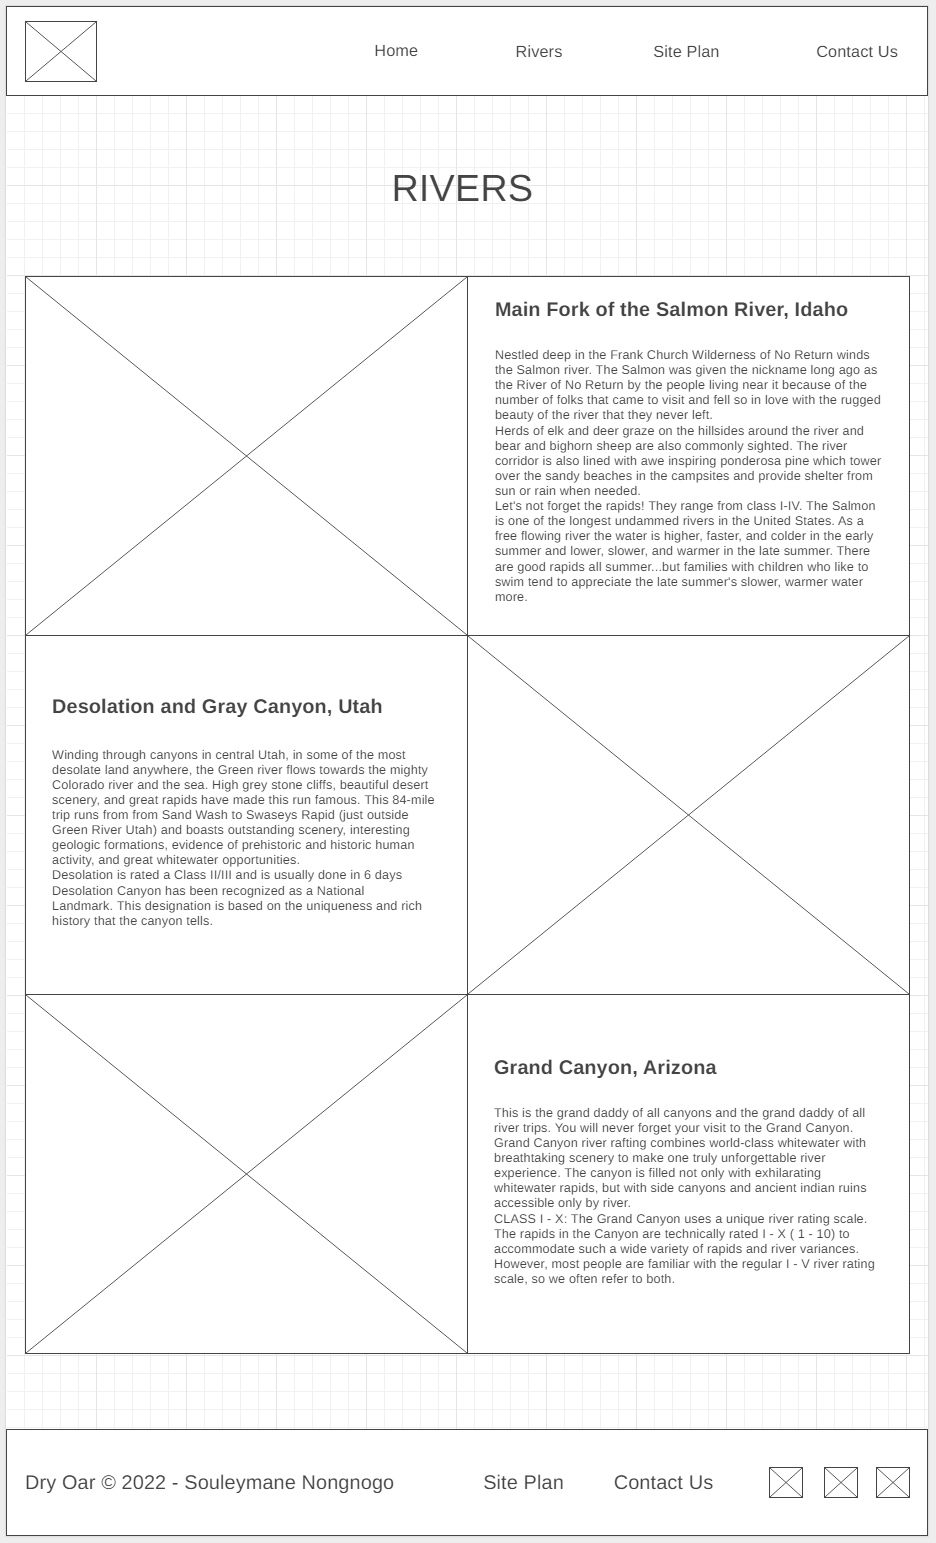 Home Rivers Site Plan Contact Us
RIVERS
Main Fork of the Salmon River, Idaho
Nestled deep in the Frank Church Wilderness of No Return winds
the Salmon river. The Salmon was given the nickname long ago as
the River of No Return by the people living near it because of the
number of folks that came to visit and fell so in love with the rugged
beauty of the river that they never left.
Herds of elk and deer graze on the hillsides around the river and
bear and bighorn sheep are also commonly sighted. The river
corridor is also lined with awe inspiring ponderosa pine which tower
over the sandy beaches in the campsites and provide shelter from
sun or rain when needed.
Let's not forget the rapids! They range from class I-IV. The Salmon
is one of the longest undammed rivers in the United States. As a
free flowing river the water is higher, faster, and colder in the early
summer and lower, slower, and warmer in the late summer. There
are good rapids all summer...but families with children who like to
swim tend to appreciate the late summer's slower, warmer water
more.
Desolation and Gray Canyon, Utah
Winding through canyons in central Utah, in some of the most
desolate land anywhere, the Green river flows towards the mighty
Colorado river and the sea. High grey stone cliffs, beautiful desert
scenery, and great rapids have made this run famous. This 84-mile
trip runs from from Sand Wash to Swaseys Rapid (just outside
Green River Utah) and boasts outstanding scenery, interesting
geologic formations, evidence of prehistoric and historic human
activity, and great whitewater opportunities.
Desolation is rated a Class II/III and is usually done in 6 days
Desolation Canyon has been recognized as a National
Landmark. This designation is based on the uniqueness and rich
history that the canyon tells.
Grand Canyon, Arizona
This is the grand daddy of all canyons and the grand daddy of all
river trips. You will never forget your visit to the Grand Canyon.
Grand Canyon river rafting combines world-class whitewater with
breathtaking scenery to make one truly unforgettable river
experience. The canyon is filled not only with exhilarating
whitewater rapids, but with side canyons and ancient indian ruins
accessible only by river.
CLASS I - X: The Grand Canyon uses a unique river rating scale.
The rapids in the Canyon are technically rated I - X ( 1 - 10) to
accommodate such a wide variety of rapids and river variances.
However, most people are familiar with the regular I - V river rating
scale, so we often refer to both.
Dry Oar © 2022 - Souleymane Nongnogo Site Plan Contact Us